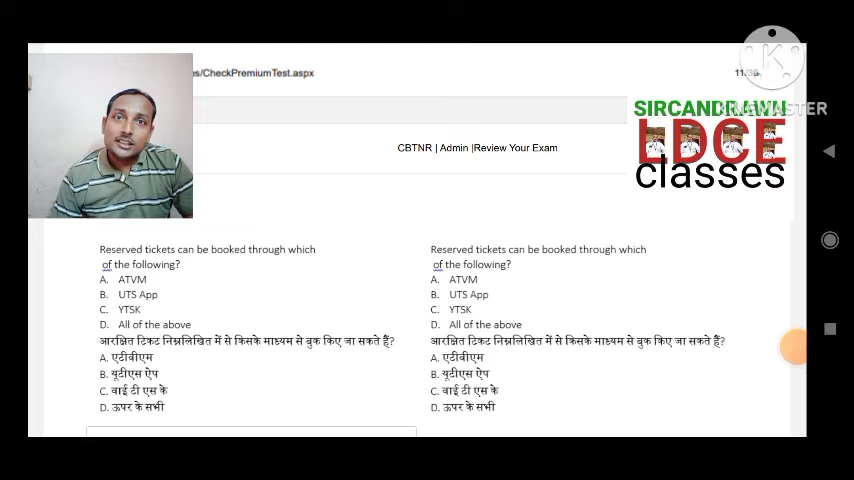 s/CheckPremiumTest.aspx
11/35
KINEMASTER
SIRCANDRAWN
LDCE
classes
CBTNR | Admin |Review Your Exam
Reserved tickets can be booked through which
of the following?
A. ATVM
B. UTS App
C. YTSK
D. All of the above
आरक्षित टिकट निम्नलिखित में से किसके माध्यम से बुक किए जा सकते हैं?
A. एटीवीएम
B. यूटीएस ऐप
C. वाई टी एस के
D. ऊपर के सभी
Reserved tickets can be booked through which
of the following?
A. ATVM
B. UTS App
C. YTSK
D. All of the above
आरक्षित टिकट निम्नलिखित में से किसके माध्यम से बुक किए जा सकते हैं?
A. एटीवीएम
B. यूटीएस ऐप
C. वाई टी एस के
D. ऊपर के सभी